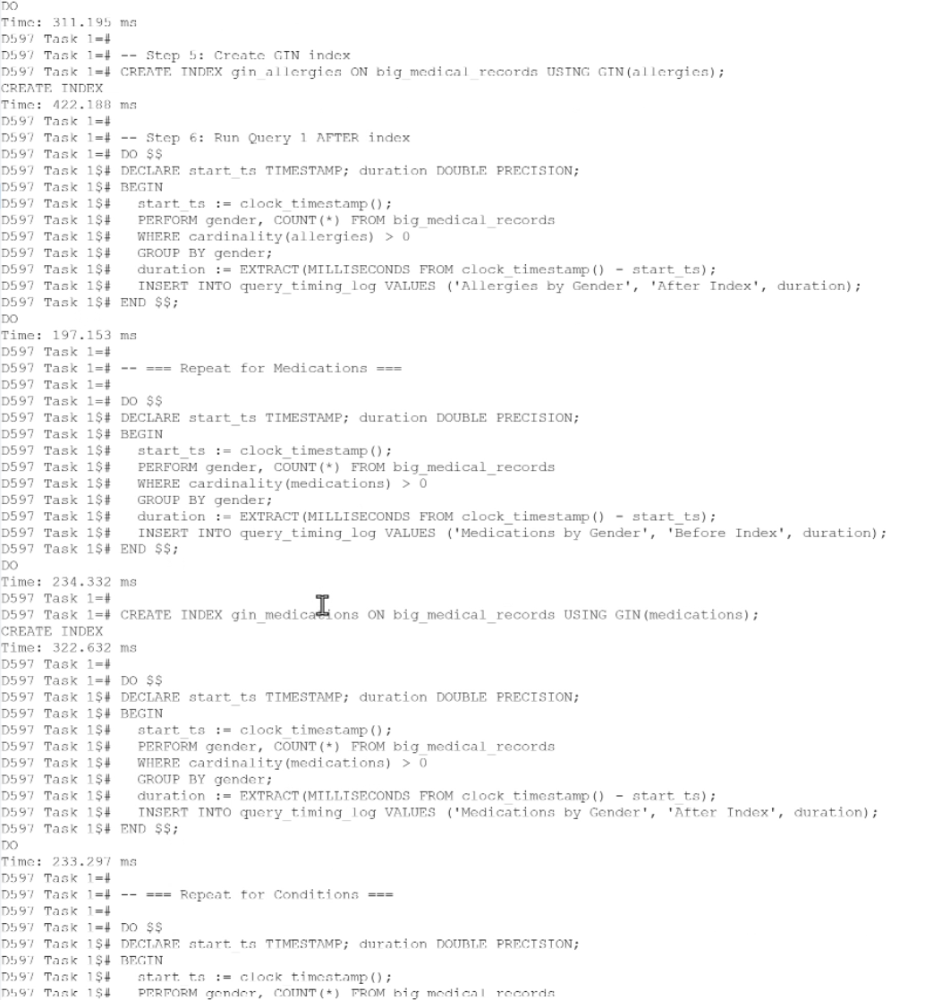 DO
Time: 311.195 ms
D597 Task 1=#
D597 Task 1=# -- Step 5: Create GIN index
D597 Task 1=# CREATE INDEX gin_allergies ON big_medical_records USING GIN(allergies);
CREATE INDEX
Time: 422.188 ms
D597 Task 1=#
D597 Task 1=# -- Step 6: Run Query 1 AFTER index
D597 Task 1=# DO $$
D597 Task 1$# DECLARE start_ts TIMESTAMP; duration DOUBLE PRECISION;
D597 Task 1$# BEGIN
D597 Task 1$#   start_ts := clock_timestamp();
D597 Task 1$#   PERFORM gender, COUNT(*) FROM big_medical_records
D597 Task 1$#   WHERE cardinality(allergies) > 0
D597 Task 1$#   GROUP BY gender;
D597 Task 1$#   duration := EXTRACT(MILLISECONDS FROM clock_timestamp() - start_ts);
D597 Task 1$#   INSERT INTO query_timing_log VALUES ('Allergies by Gender', 'After Index', duration);
D597 Task 1$# END $$;
DO
Time: 197.153 ms
D597 Task 1=#
D597 Task 1=# -- === Repeat for Medications ===
D597 Task 1=#
D597 Task 1=# DO $$
D597 Task 1$# DECLARE start_ts TIMESTAMP; duration DOUBLE PRECISION;
D597 Task 1$# BEGIN
D597 Task 1$#   start_ts := clock_timestamp();
D597 Task 1$#   PERFORM gender, COUNT(*) FROM big_medical_records
D597 Task 1$#   WHERE cardinality(medications) > 0
D597 Task 1$#   GROUP BY gender;
D597 Task 1$#   duration := EXTRACT(MILLISECONDS FROM clock_timestamp() - start_ts);
D597 Task 1$#   INSERT INTO query_timing_log VALUES ('Medications by Gender', 'Before Index', duration);
D597 Task 1$# END $$;
DO
Time: 234.332 ms
D597 Task 1=#
D597 Task 1=# CREATE INDEX gin_medications ON big_medical_records USING GIN(medications);
CREATE INDEX
Time: 322.632 ms
D597 Task 1=#
D597 Task 1=# DO $$
D597 Task 1$# DECLARE start_ts TIMESTAMP; duration DOUBLE PRECISION;
D597 Task 1$# BEGIN
D597 Task 1$#   start_ts := clock_timestamp();
D597 Task 1$#   PERFORM gender, COUNT(*) FROM big_medical_records
D597 Task 1$#   WHERE cardinality(medications) > 0
D597 Task 1$#   GROUP BY gender;
D597 Task 1$#   duration := EXTRACT(MILLISECONDS FROM clock_timestamp() - start_ts);
D597 Task 1$#   INSERT INTO query_timing_log VALUES ('Medications by Gender', 'After Index', duration);
D597 Task 1$# END $$;
DO
Time: 233.297 ms
D597 Task 1=#
D597 Task 1=# -- === Repeat for Conditions ===
D597 Task 1=#
D597 Task 1=# DO $$
D597 Task 1$# DECLARE start_ts TIMESTAMP; duration DOUBLE PRECISION;
D597 Task 1$# BEGIN
D597 Task 1$#   start_ts := clock_timestamp();
D597 Task 1$#   PERFORM gender, COUNT(*) FROM big_medical_records